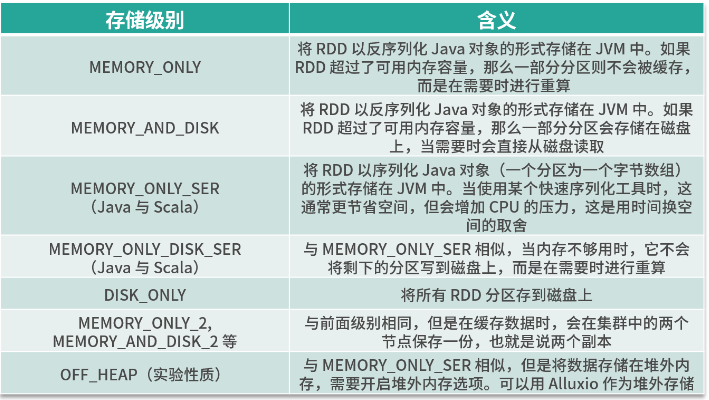 存储级别
含义
MEMORY_ONLY
将 RDD 以反序列化 Java 对象的形式存储在 JVM 中。如果
RDD 超过了可用内存容量，那么一部分分区则不会被缓存，
而是在需要时进行重算
MEMORY_AND_DISK
将 RDD 以反序列化 Java 对象的形式存储在 JVM 中。如果
RDD 超过了可用内存容量，那么一部分分区会存储在磁盘
上，当需要时会直接从磁盘读取
MEMORY_ONLY_SER
（Java 与 Scala）
将 RDD 以序列化 Java 对象（一个分区为一个字节数组）
的形式存储在 JVM 中。当使用某个快速序列化工具时，这
通常更节省空间，但会增加 CPU 的压力，这是用时间换空
间的取舍
MEMORY_ONLY_DISK_SER
（Java 与 Scala）
与 MEMORY_ONLY_SER 相似，当内存不够用时，它不会
将剩下的分区写到磁盘上，而是在需要时进行重算
DISK_ONLY
将所有 RDD 分区存到磁盘上
MEMORY_ONLY_2,
MEMORY_AND_DISK_2 等
与前面级别相同，但是在缓存数据时，会在集群中的两个
节点保存一份，也就是说两个副本
OFF_HEAP（实验性质）
与 MEMORY_ONLY_SER 相似，但是将数据存储在堆外内
存，需要开启堆外内存选项。可以用 Alluxio 作为堆外存储